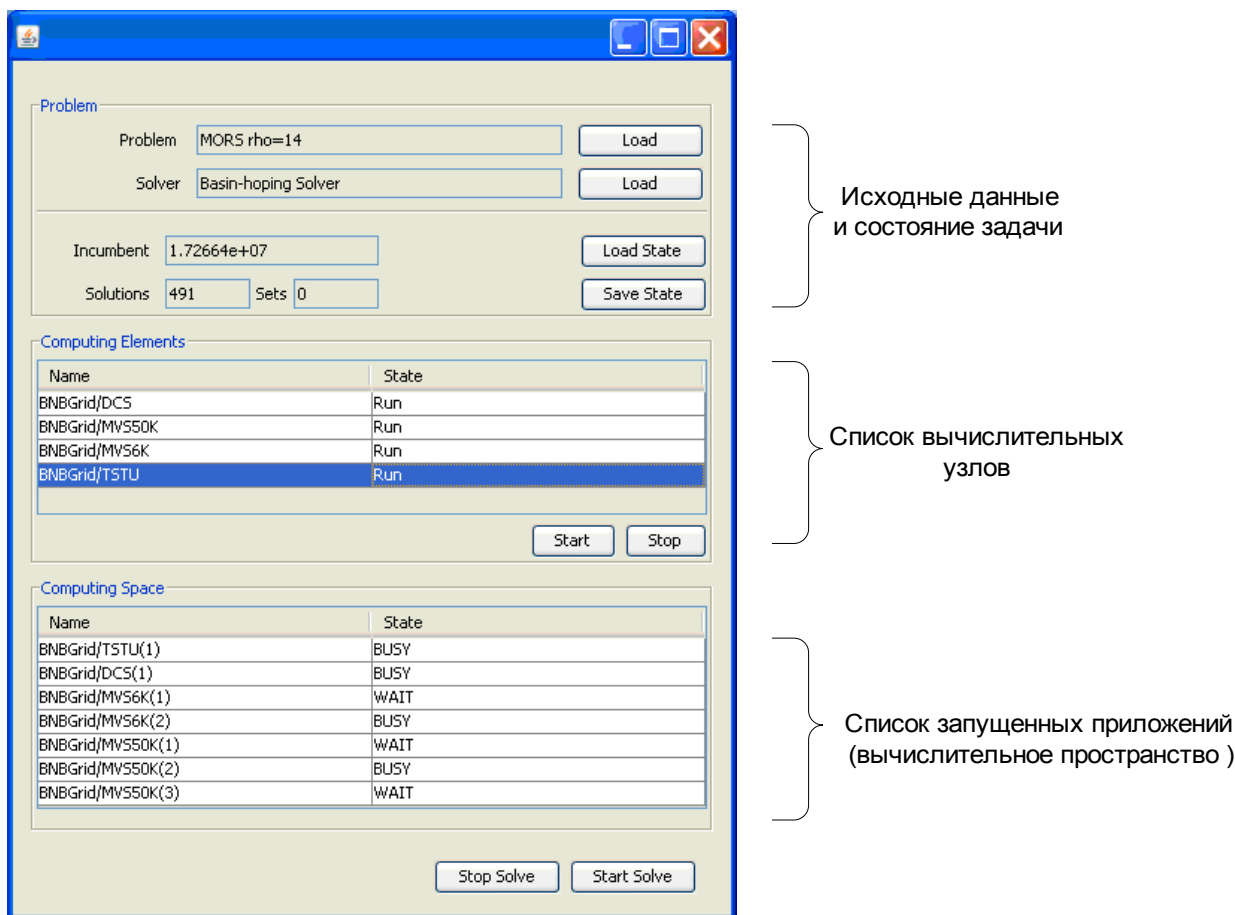 Problem
Problem MORS rho=14 Load
Solver Basin-hoping Solver Load
Incumbent 1.72664e+07 Load State
Solutions 491 Sets 0 Save State
Исходные данные
и состояние задачи
Computing Elements
Name State
BNBGrid/DCS Run
BNBGrid/MVS50K Run
BNBGrid/MVS6K Run
BNBGrid/TSTU Run
Start Stop
Список вычислительных
узлов
Computing Space
Name State
BNBGrid/TSTU(1) BUSY
BNBGrid/DCS(1) BUSY
BNBGrid/MVS6K(1) WAIT
BNBGrid/MVS6K(2) BUSY
BNBGrid/MVS50K(1) WAIT
BNBGrid/MVS50K(2) BUSY
BNBGrid/MVS50K(3) WAIT
Список запущенных приложений
(вычислительное пространство )
Stop Solve Start Solve